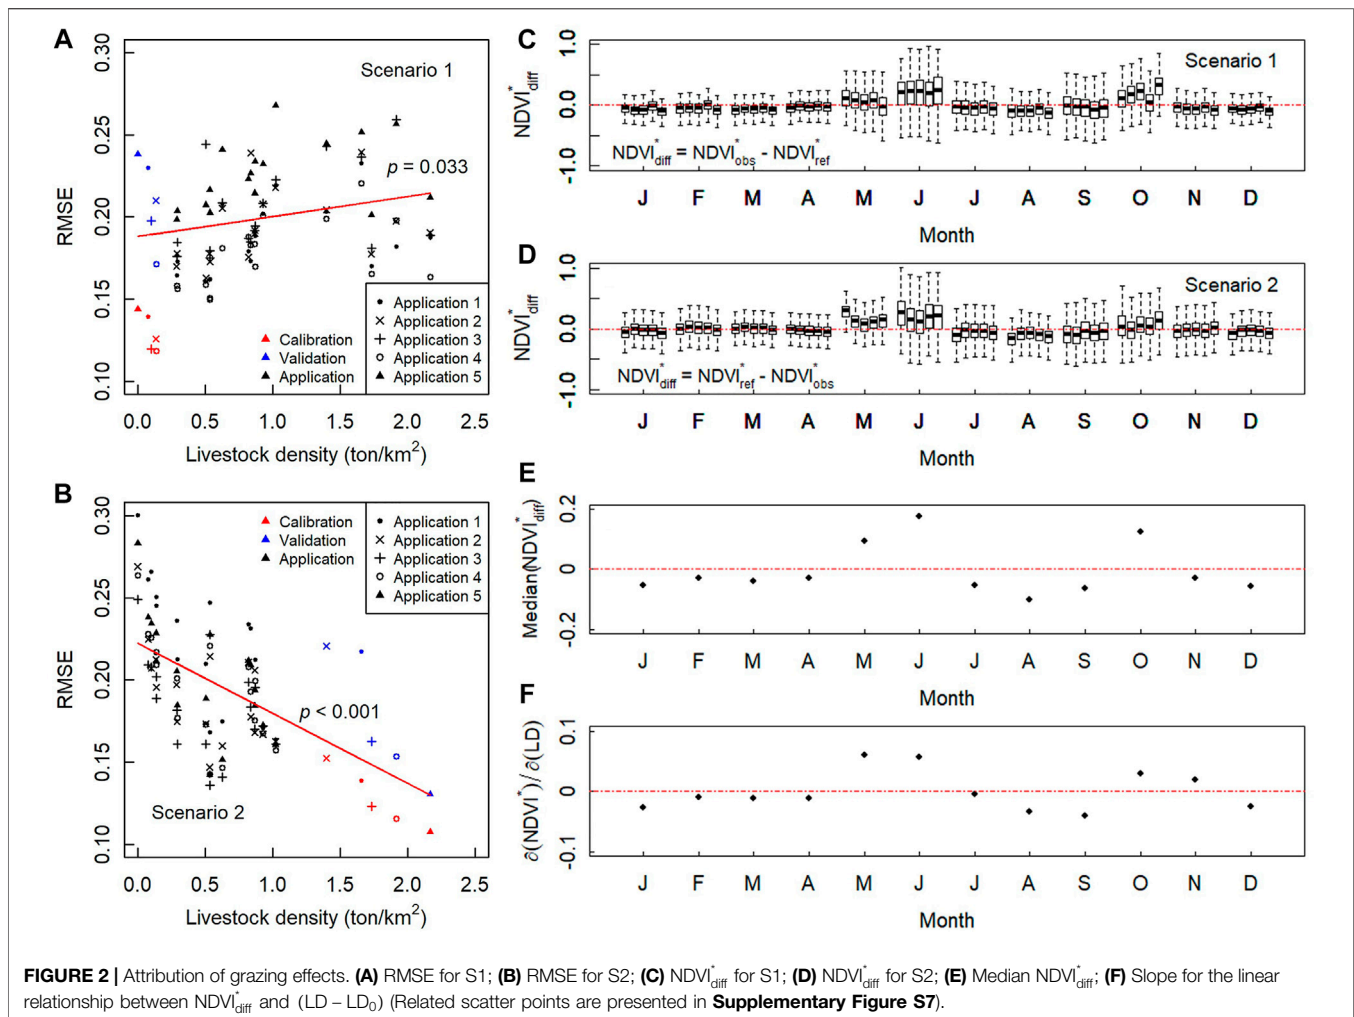 A
Scenario 1
p = 0.033
RMSE
0.30
0.25
0.20
0.15
0.10
Calibration
Validation
Application
Application 1
Application 2
Application 3
Application 4
Application 5
0.0 0.5 1.0 1.5 2.0 2.5
Livestock density (ton/km²)
B
RMSE
0.30
0.25
0.20
0.15
0.10
Calibration
Validation
Application
Application 1
Application 2
Application 3
Application 4
Application 5
p < 0.001
Scenario 2
0.0 0.5 1.0 1.5 2.0 2.5
Livestock density (ton/km²)
C
Scenario 1
NDVI*diff
1.0
0.0
-1.0
NDVI*diff = NDVI*obs - NDVI*ref
J F M A M J J A S O N D
Month
D
Scenario 2
NDVI*diff
1.0
0.0
-1.0
NDVI*diff = NDVI*ref - NDVI*obs
J F M A M J J A S O N D
Month
E
Median(NDVI*diff)
0.2
0
-0.2
J F M A M J J A S O N D
Month
F
∂(NDVI*) / ∂(LD)
0.1
0
-0.1
J F M A M J J A S O N D
Month
FIGURE 2 | Attribution of grazing effects. (A) RMSE for S1; (B) RMSE for S2; (C) NDVI*diff for S1; (D) NDVI*diff for S2; (E) Median NDVI*diff; (F) Slope for the linear
relationship between NDVI*diff and (LD – LD₀) (Related scatter points are presented in Supplementary Figure S7).